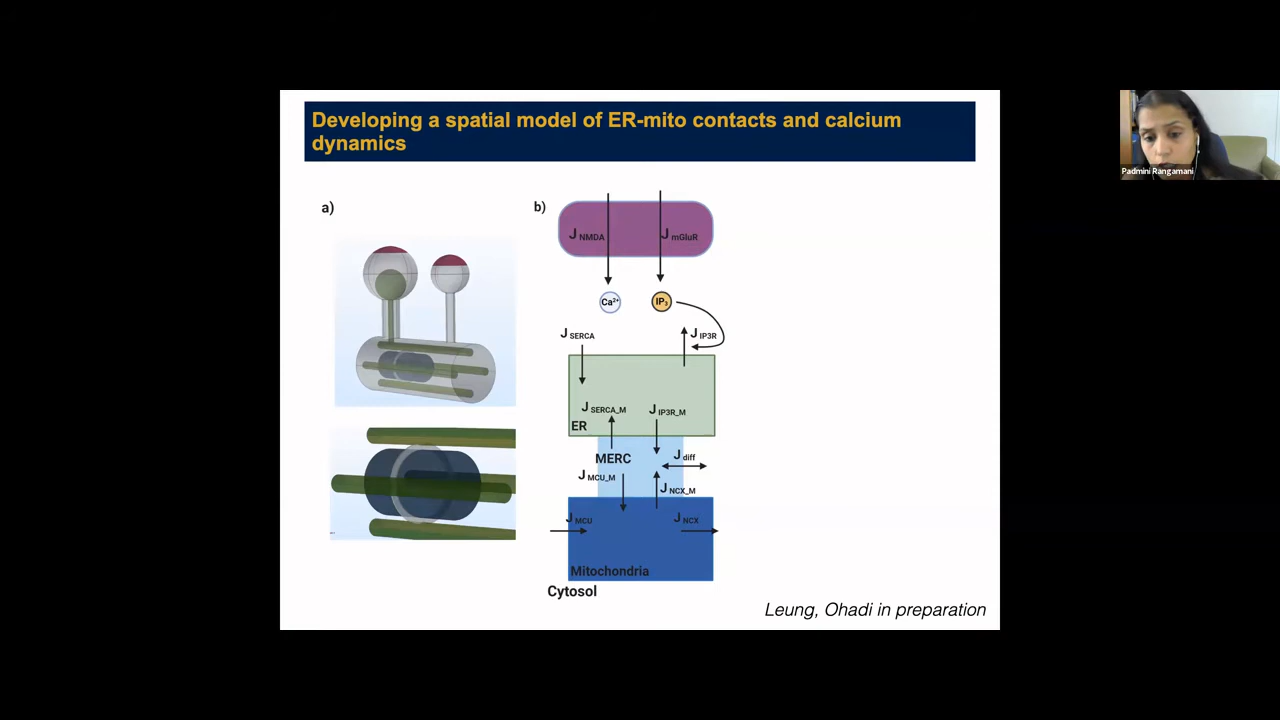 Developing a spatial model of ER-mito contacts and calcium
dynamics
Padmini Rangamani
a)
b)
J NMDA
J mGluR
Ca²⁺
IP₃
J SERCA
J IP3R
J SERCA_M
J IP3R_M
ER
MERC
J diff
J MCU_M
J NCX_M
J MCU
J NCX
Mitochondria
Cytosol
Leung, Ohadi in preparation